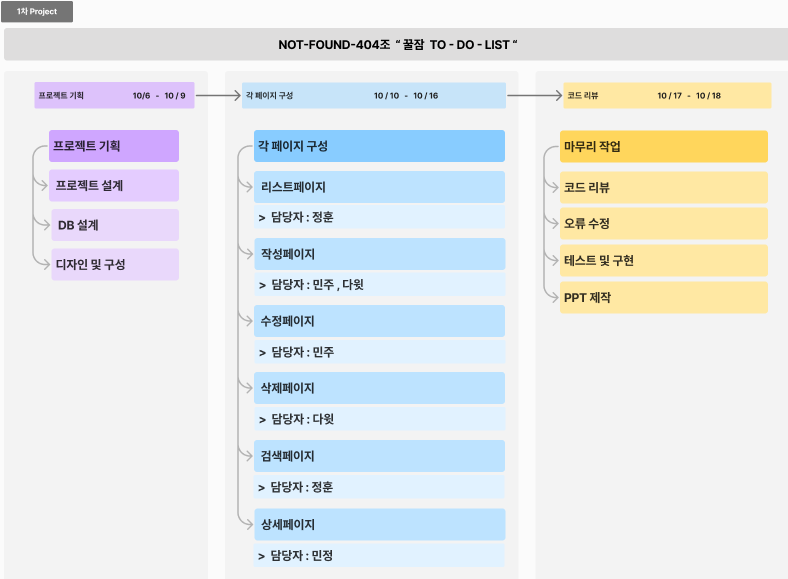 1차 Project
NOT-FOUND-404조 “ 꿀잠 TO - DO - LIST “
프로젝트 기획 10/6 - 10 / 9
각 페이지 구성 10 / 10 - 10 / 16
코드 리뷰 10 / 17 - 10 / 18
프로젝트 기획
프로젝트 설계
DB 설계
디자인 및 구성
각 페이지 구성
리스트페이지
> 담당자 : 정훈
작성페이지
> 담당자 : 민주 , 다윗
수정페이지
> 담당자 : 민주
삭제페이지
> 담당자 : 다윗
검색페이지
> 담당자 : 정훈
상세페이지
> 담당자 : 민정
마무리 작업
코드 리뷰
오류 수정
테스트 및 구현
PPT 제작